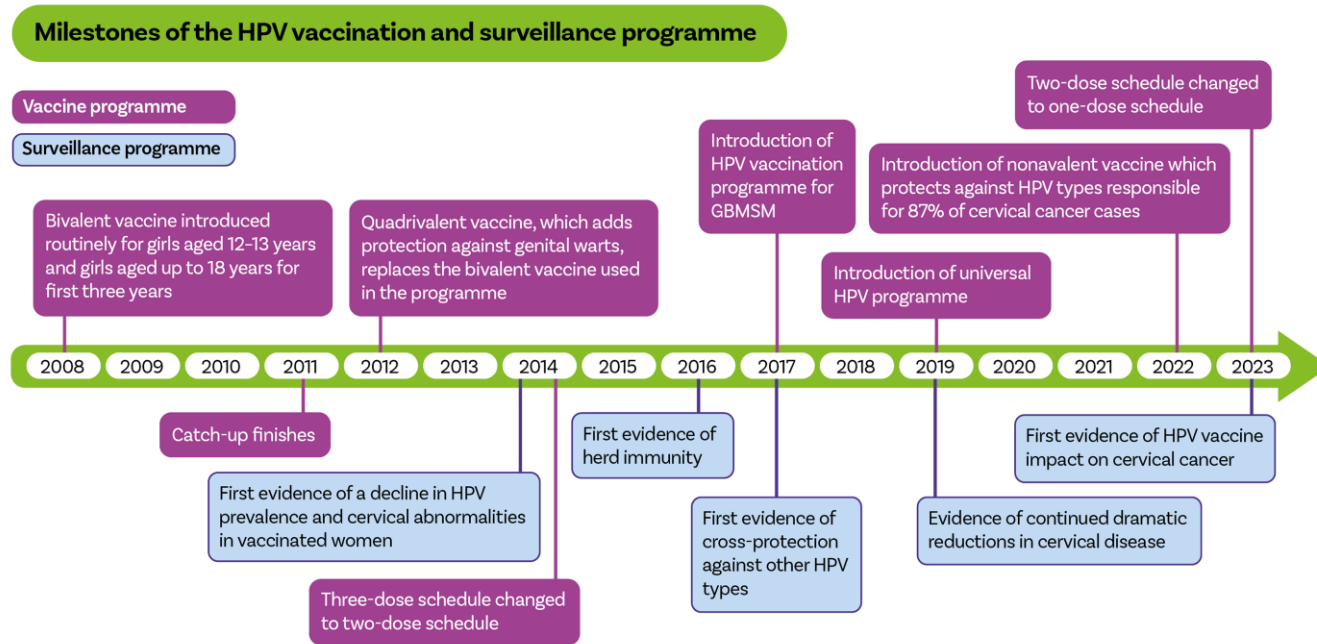 Milestones of the HPV vaccination and surveillance programme
Vaccine programme
Surveillance programme
Bivalent vaccine introduced
routinely for girls aged 12–13 years
and girls aged up to 18 years for
first three years
Quadrivalent vaccine, which adds
protection against genital warts,
replaces the bivalent vaccine used
in the programme
Introduction of
HPV vaccination
programme for
GBMSM
Two-dose schedule changed
to one-dose schedule
Introduction of nonavalent vaccine which
protects against HPV types responsible
for 87% of cervical cancer cases
Introduction of universal
HPV programme
2008 2009 2010 2011 2012 2013 2014 2015 2016 2017 2018 2019 2020 2021 2022 2023
Catch-up finishes
First evidence of a decline in HPV
prevalence and cervical abnormalities
in vaccinated women
Three-dose schedule changed
to two-dose schedule
First evidence of
herd immunity
First evidence of
cross-protection
against other HPV
types
Evidence of continued dramatic
reductions in cervical disease
First evidence of HPV vaccine
impact on cervical cancer